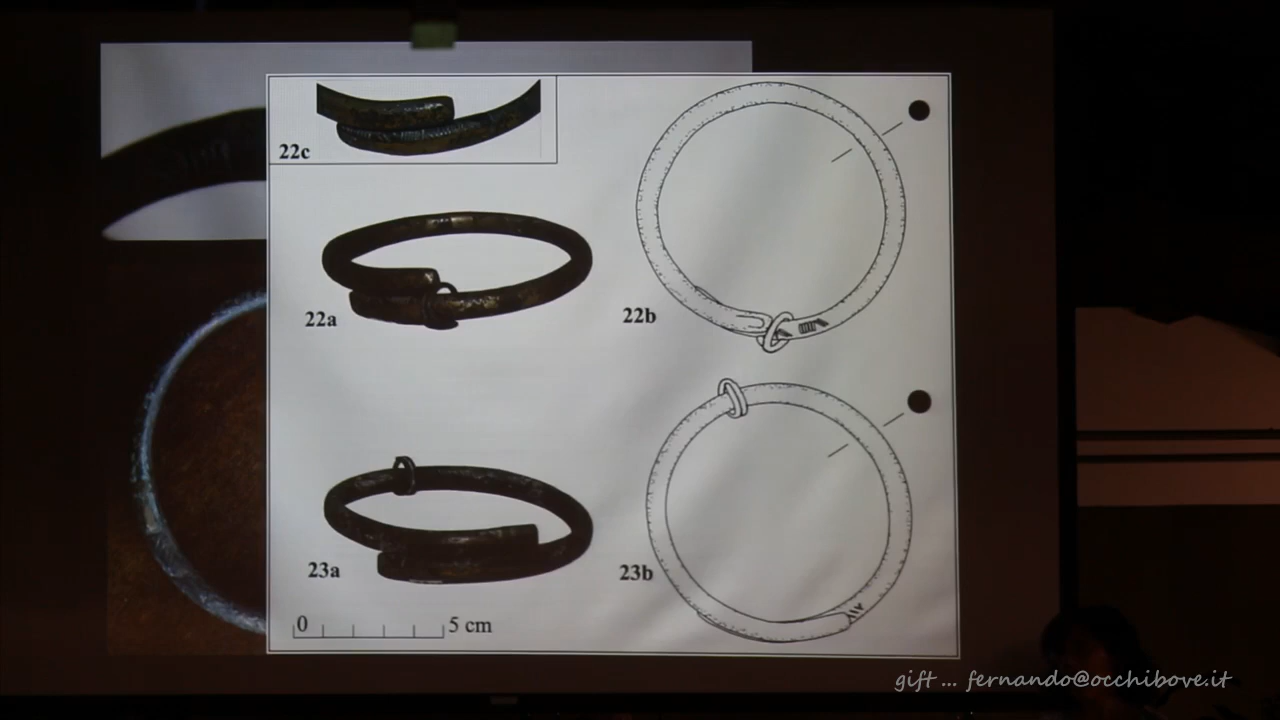 22c
22a
22b
23a
23b
0 5 cm
gift ... fernando@occhibove.it